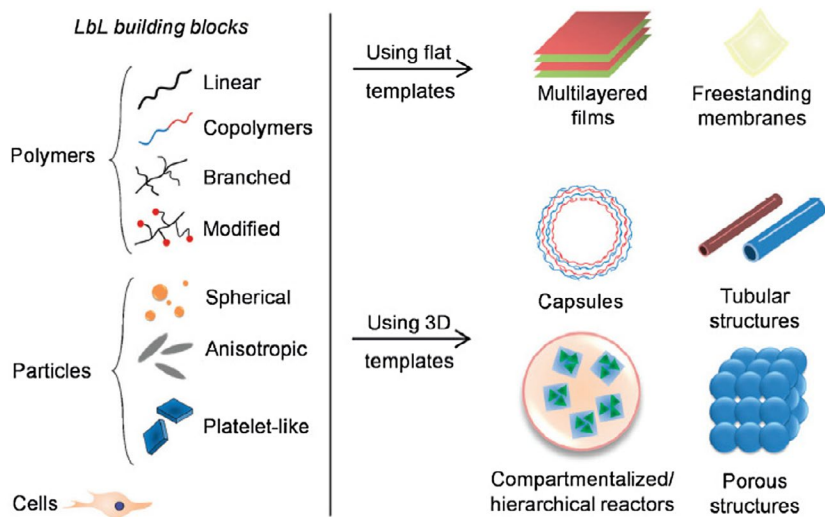 LbL building blocks
Polymers
Linear
Copolymers
Branched
Modified
Particles
Spherical
Anisotropic
Platelet-like
Cells
Using flat
templates
Multilayered
films
Freestanding
membranes
Using 3D
templates
Capsules
Tubular
structures
Compartmentalized/
hierarchical reactors
Porous
structures